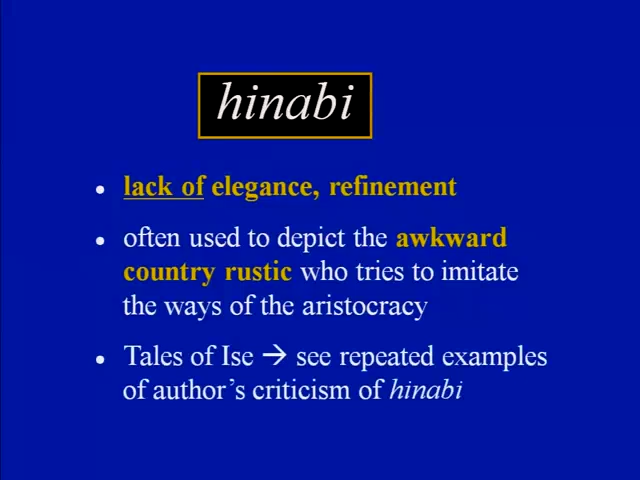 hinabi
• lack of elegance, refinement
• often used to depict the awkward
country rustic who tries to imitate
the ways of the aristocracy
• Tales of Ise → see repeated examples
of author’s criticism of hinabi